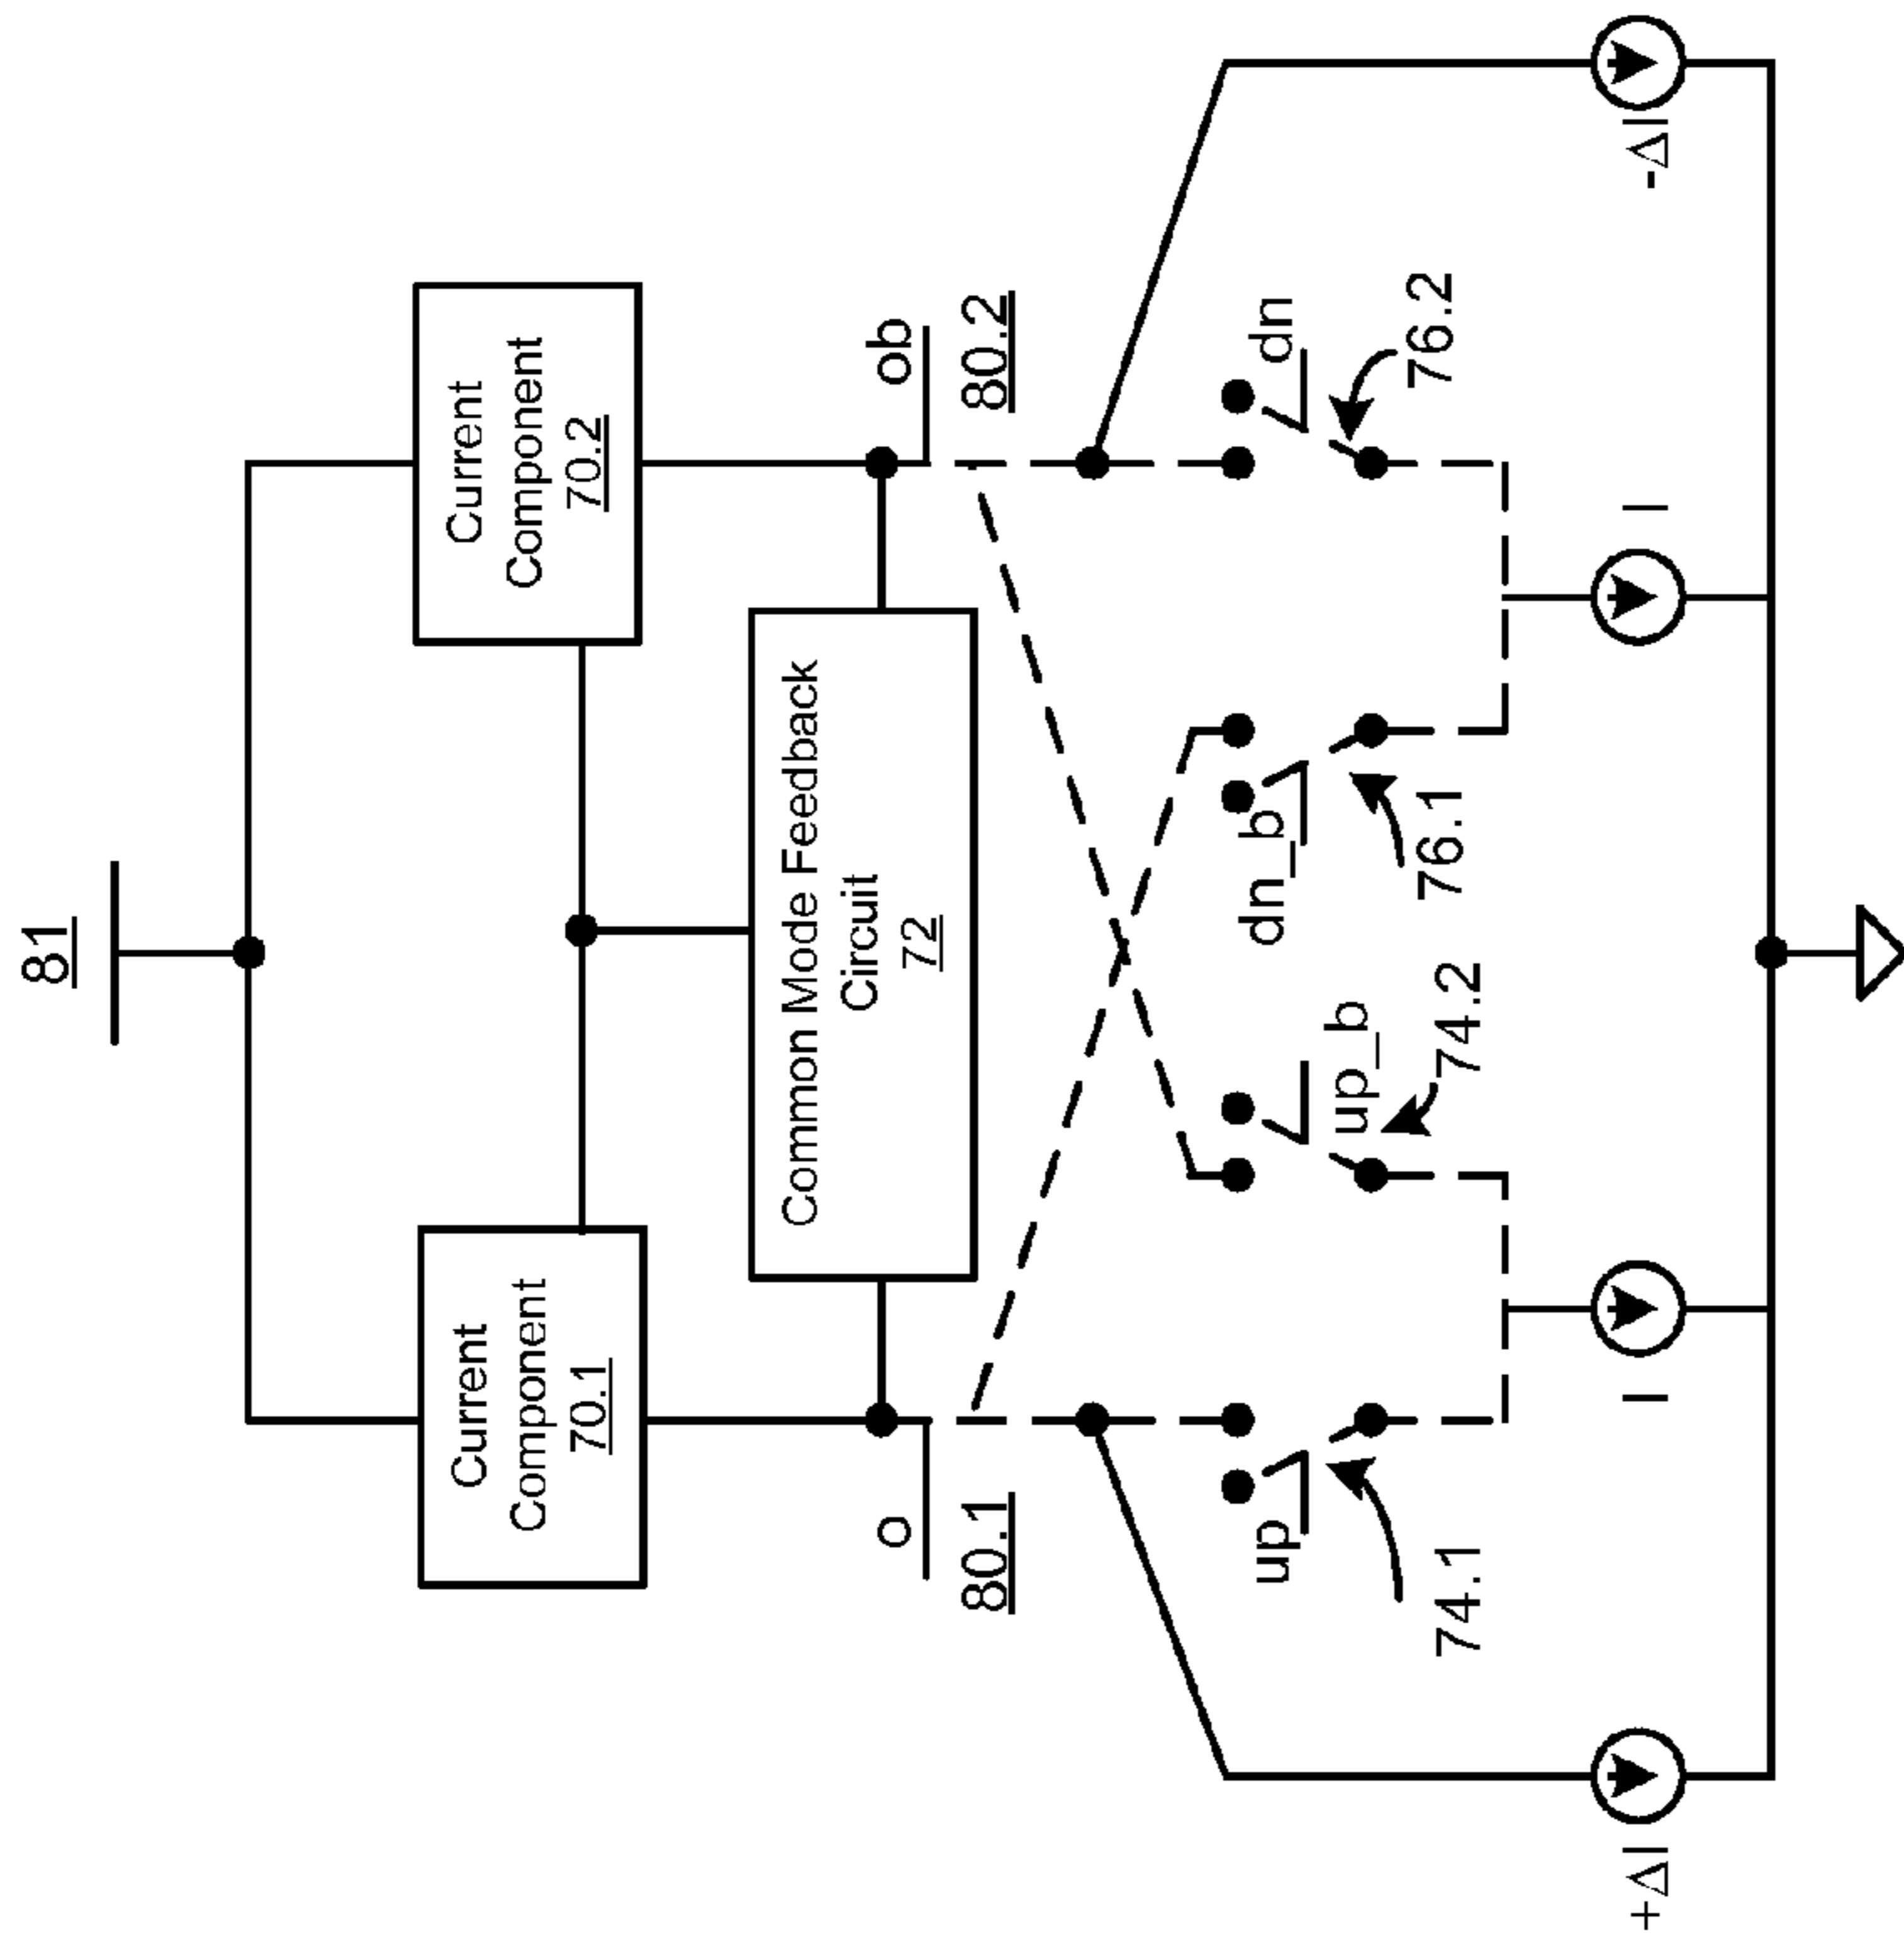 81
Current
Component
70.1
Current
Component
70.2
Common Mode Feedback
Circuit
72
o
80.1
ob
80.2
up
74.1
up_b
74.2
dn_b
76.1
dn
76.2
+ΔI
I
I
-ΔI